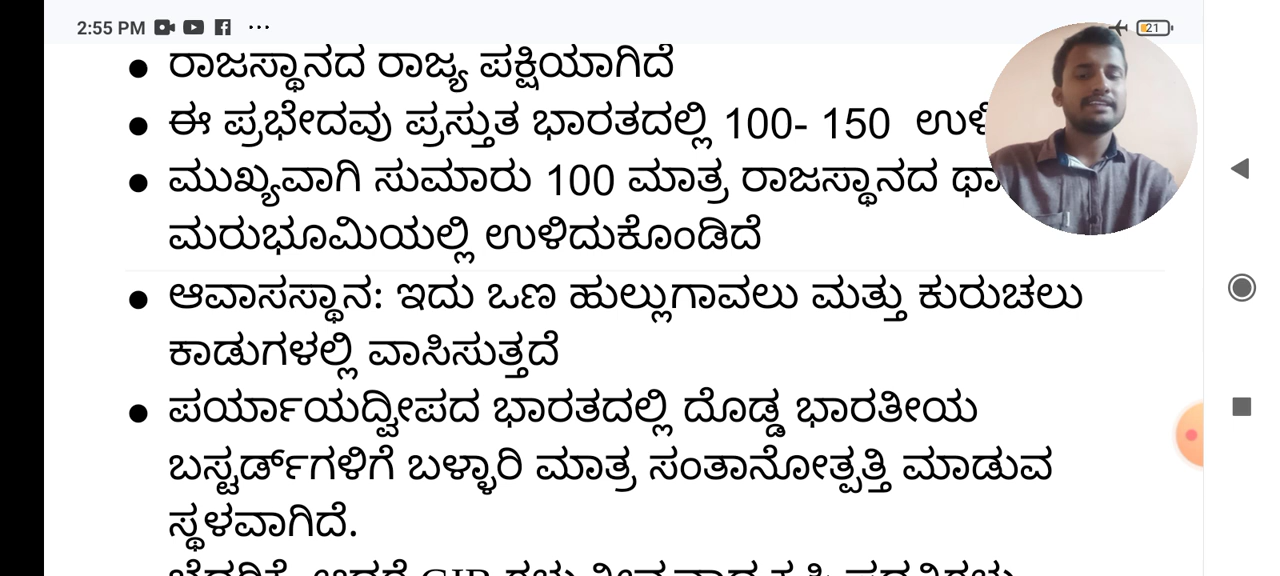 2:55 PM
21
ರಾಜಸ್ಥಾನದ ರಾಜ್ಯ ಪಕ್ಷಿಯಾಗಿದೆ
ಈ ಪ್ರಭೇದವು ಪ್ರಸ್ತುತ ಭಾರತದಲ್ಲಿ 100- 150
ಮುಖ್ಯವಾಗಿ ಸುಮಾರು 100 ಮಾತ್ರ ರಾಜಸ್ಥಾನದ
ಮರುಭೂಮಿಯಲ್ಲಿ ಉಳಿದುಕೊಂಡಿದೆ
ಆವಾಸಸ್ಥಾನ: ಇದು ಒಣ ಹುಲ್ಲುಗಾವಲು ಮತ್ತು ಕುರುಚಲು
ಕಾಡುಗಳಲ್ಲಿ ವಾಸಿಸುತ್ತದೆ
ಪರ್ಯಾಯದ್ವೀಪದ ಭಾರತದಲ್ಲಿ ದೊಡ್ಡ ಭಾರತೀಯ
ಬಸ್ಟರ್ಡ್‌ಗಳಿಗೆ ಬಳ್ಳಾರಿ ಮಾತ್ರ ಸಂತಾನೋತ್ಪತ್ತಿ ಮಾಡುವ
ಸ್ಥಳವಾಗಿದೆ.